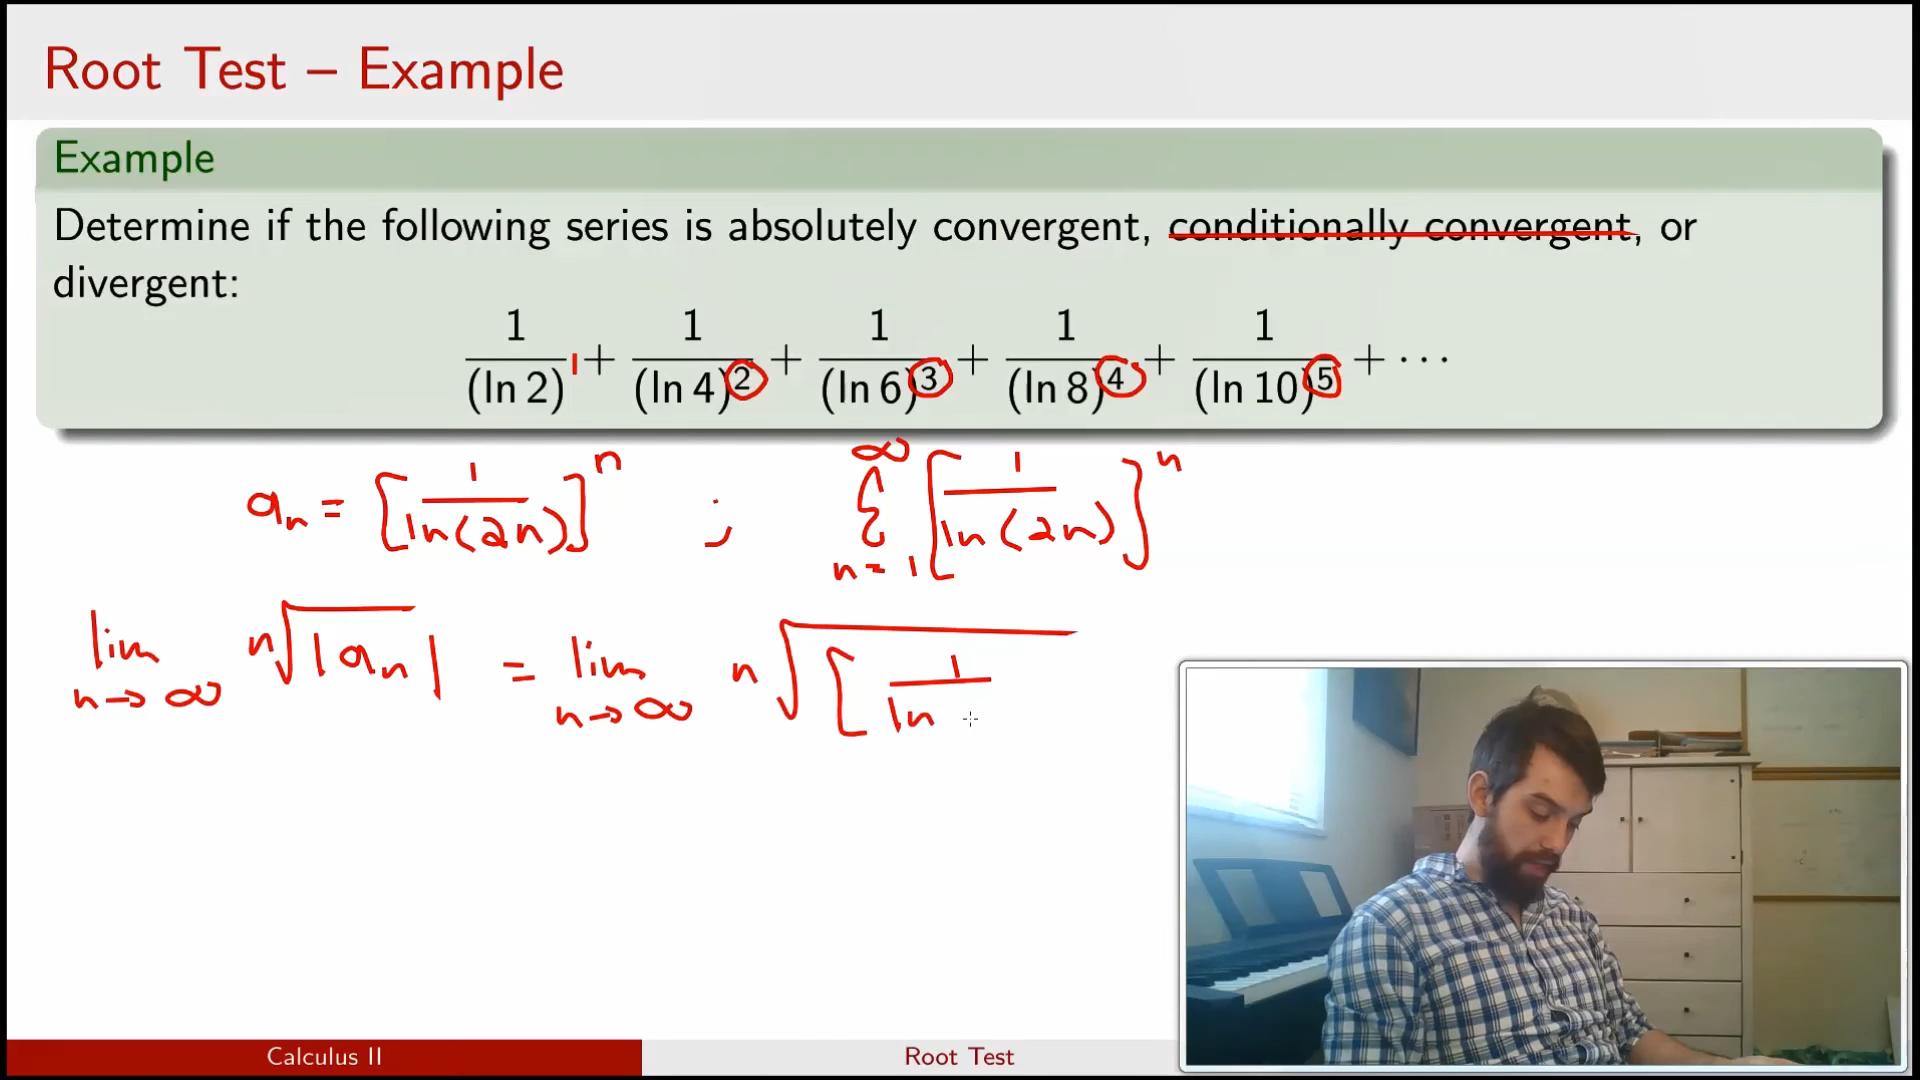 Root Test – Example
Example
Determine if the following series is absolutely convergent, conditionally convergent, or
divergent:
1/(ln 2)^1 + 1/(ln 4)^2 + 1/(ln 6)^3 + 1/(ln 8)^4 + 1/(ln 10)^5 + ⋯
a_n = [1/ln(2n)]^n ; ∑_{n=1}^{∞} [1/ln(2n)]^n
lim_{n→∞} ⁿ√|a_n| = lim_{n→∞} ⁿ√[1/ln
Calculus II
Root Test